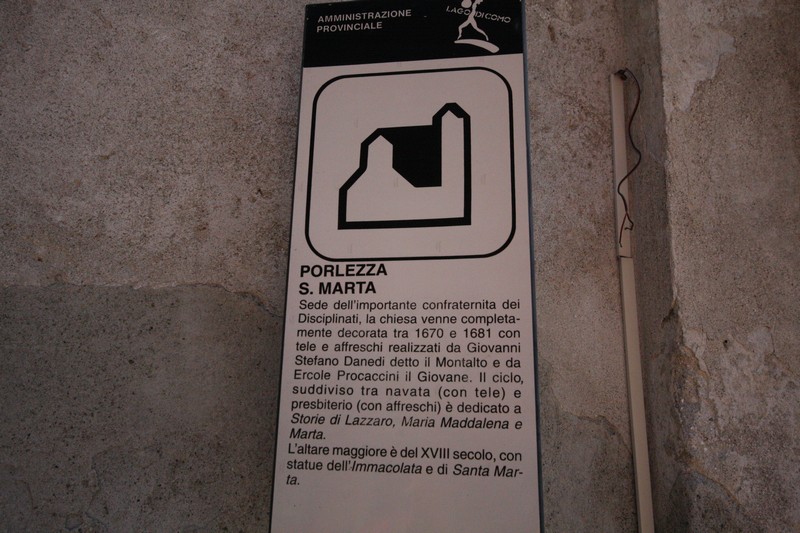 AMMINISTRAZIONE
PROVINCIALE
LAGO DI COMO
PORLEZZA
S. MARTA
Sede dell'importante confraternita dei
Disciplinati, la chiesa venne completa-
mente decorata tra 1670 e 1681 con
tele e affreschi realizzati da Giovanni
Stefano Danedi detto il Montalto e da
Ercole Procaccini il Giovane. Il ciclo,
suddiviso tra navata (con tele) e
presbiterio (con affreschi) è dedicato a
Storie di Lazzaro, Maria Maddalena e
Marta.
L'altare maggiore è del XVIII secolo, con
statue dell'Immacolata e di Santa Mar-
ta.